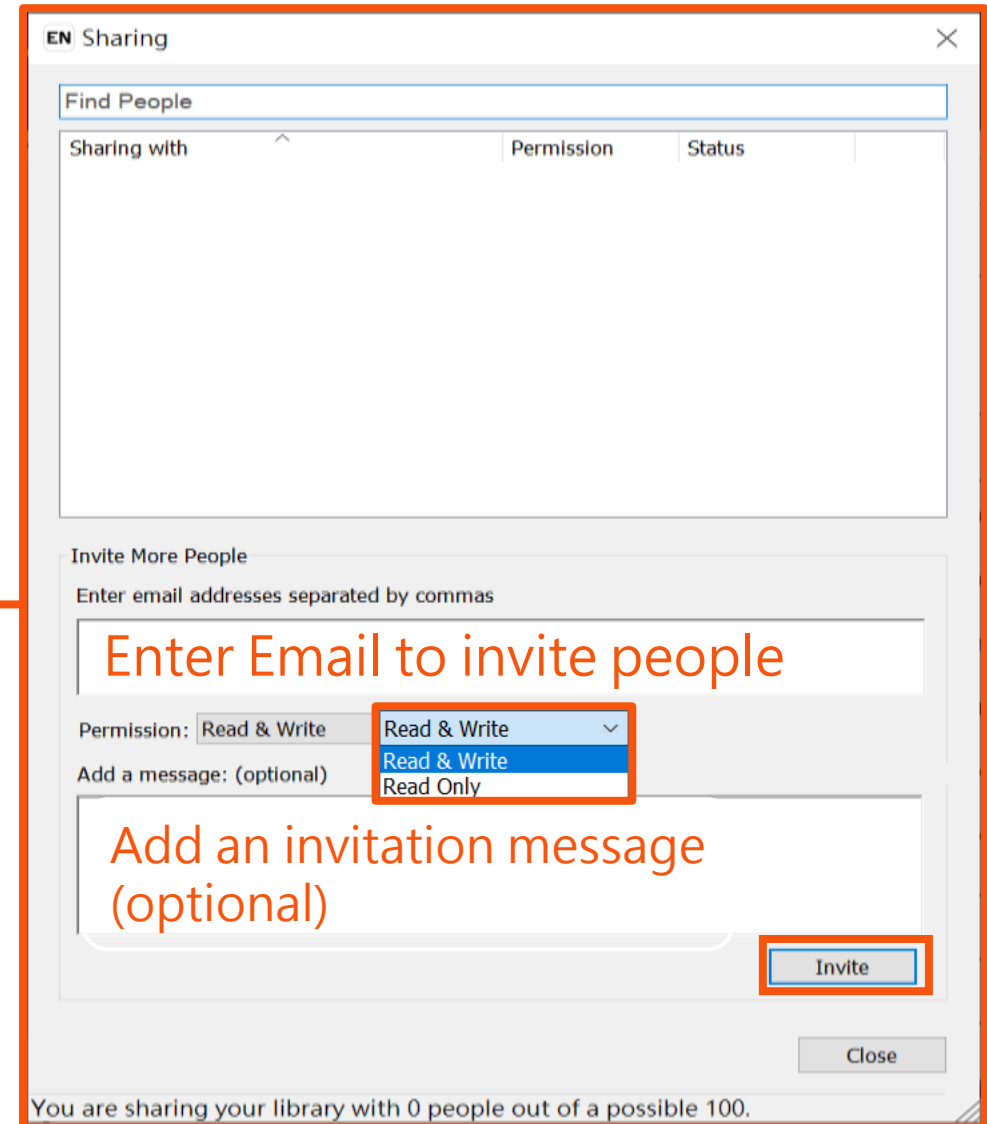 EN Sharing
Find People
Sharing with Permission Status
Invite More People
Enter email addresses separated by commas
Enter Email to invite people
Permission: Read & Write Read & Write
Read & Write
Add a message: (optional) Read Only
Add an invitation message
(optional)
Invite
Close
You are sharing your library with 0 people out of a possible 100.